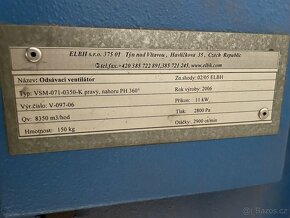 ELBH s.r.o. 375 01 Týn nad Vltavou, Havlíčkova 35, Czech Republic
tel.fax.+420 385 722 891,385 721 245, www.elbh.com
Název: Odsávací ventilátor Zn.shody: 02/05 ELBH
Typ: VSM-071-0350-K pravý, nahoru PH.360° Rok výroby: 2006
Výr.číslo: V-097-06 Příkon: 11 kW
Qv: 8350 m3/hod Tlak: 2800 Pa
Hmotnost: 150 kg Otáčky: 2900 ot/min